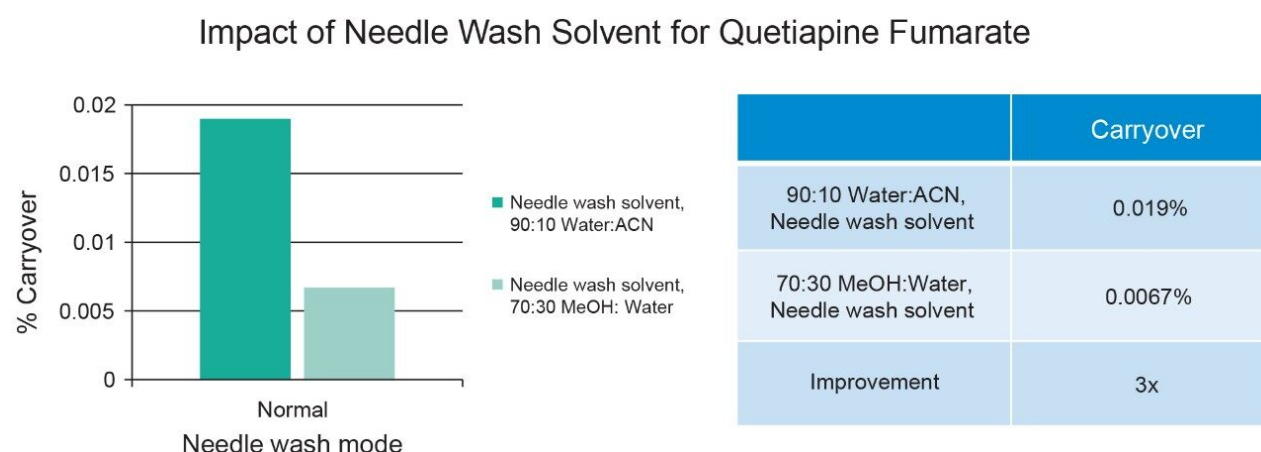 Impact of Needle Wash Solvent for Quetiapine Fumarate
% Carryover
0.02
0.015
0.01
0.005
0
Normal
Needle wash mode
Needle wash solvent,
90:10 Water:ACN
Needle wash solvent,
70:30 MeOH: Water
Carryover
90:10 Water:ACN,
Needle wash solvent
0.019%
70:30 MeOH:Water,
Needle wash solvent
0.0067%
Improvement
3x